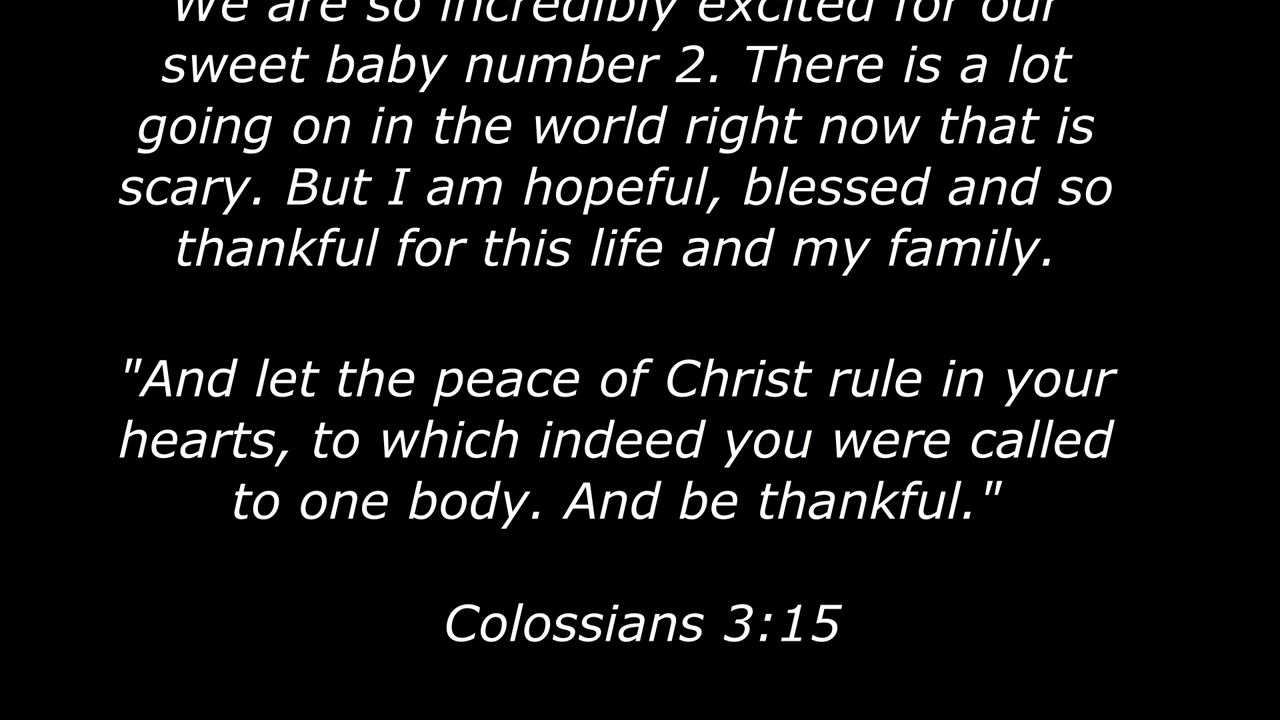 We are so incredibly excited for our
sweet baby number 2. There is a lot
going on in the world right now that is
scary. But I am hopeful, blessed and so
thankful for this life and my family.
"And let the peace of Christ rule in your
hearts, to which indeed you were called
to one body. And be thankful."
Colossians 3:15